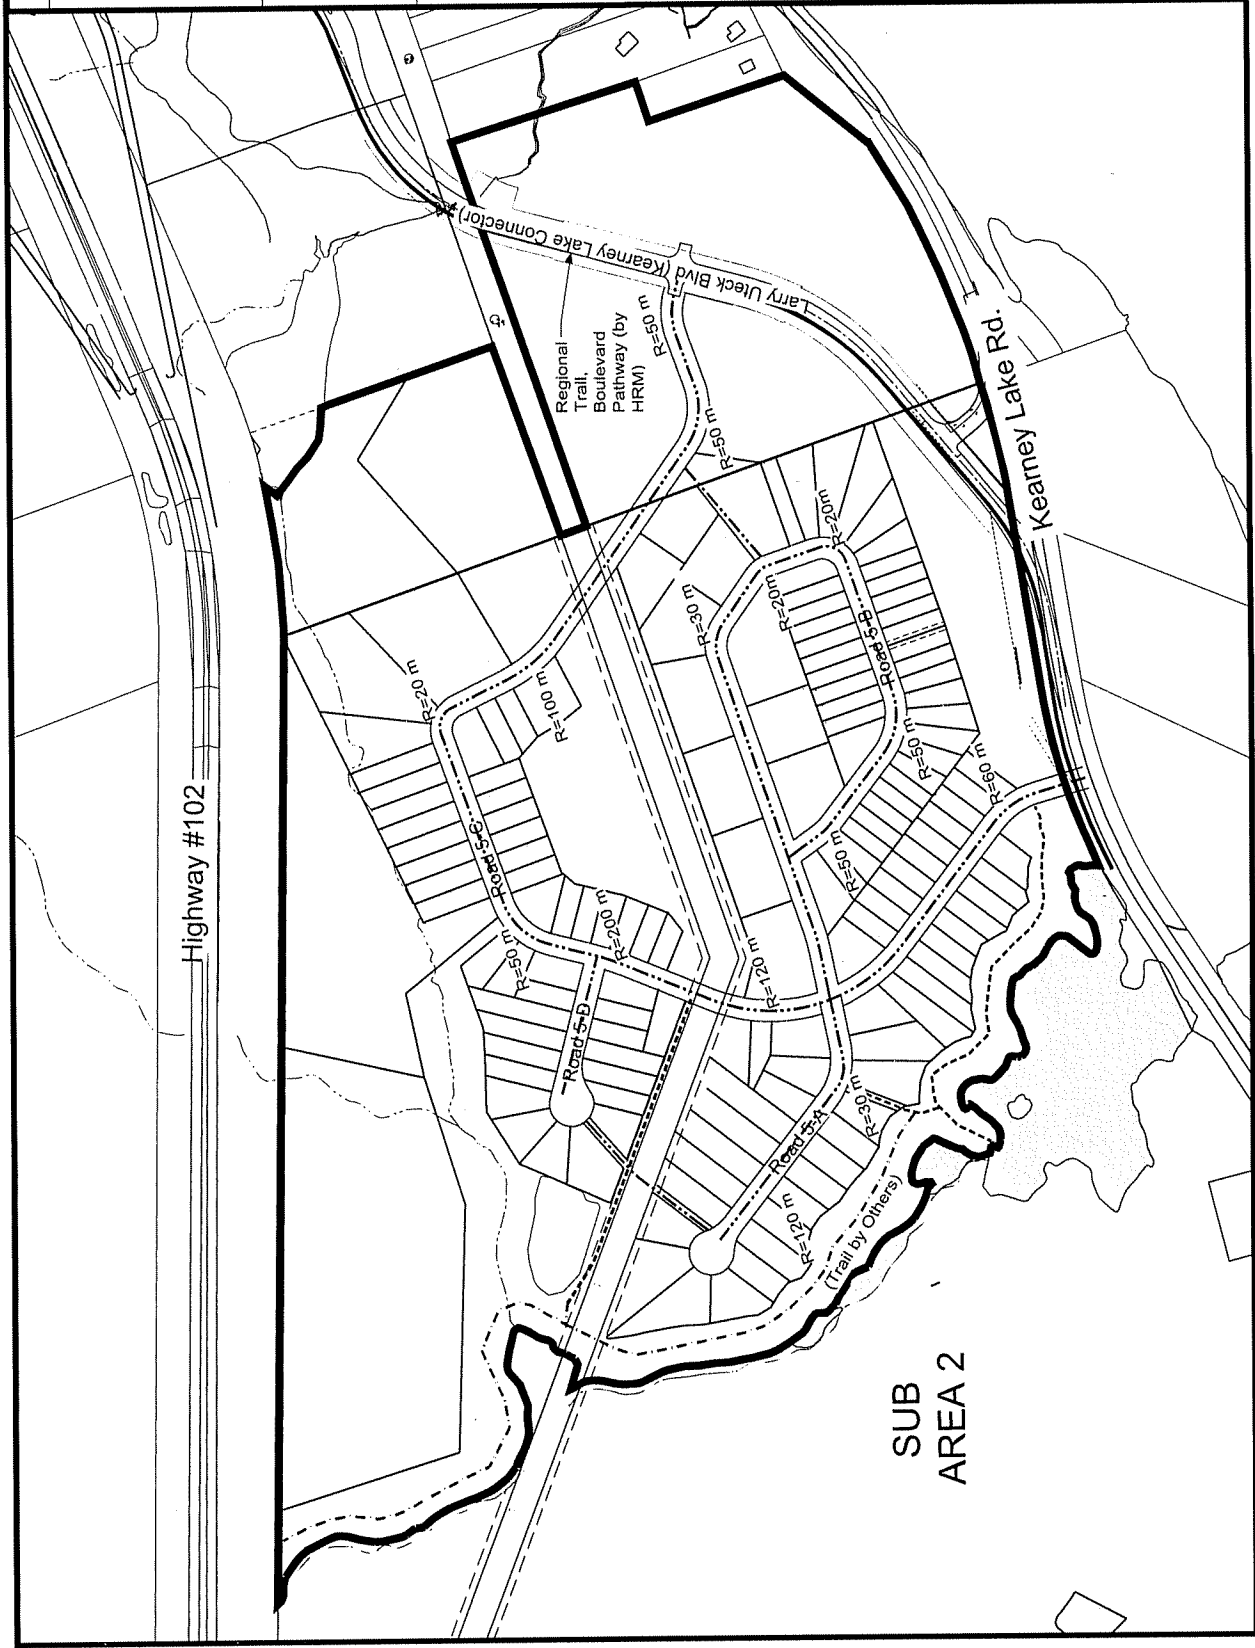 Highway #102
Larry Uteck Blvd (Kearney Lake Connector)
Regional
Trail,
Boulevard
Pathway (by
HRM)
R=50 m
R=50 m
Kearney Lake Rd.
R=20m
R=20m
R=30 m
R=20 m
R=100 m
Road 5-B
R=50 m
R=60 m
R=50 m
Road 5-C
R=200 m
R=50 m
R=120 m
Road 5-D
R=30 m
Road 5-A
R=120 m
(Trail by Others)
SUB
AREA 2